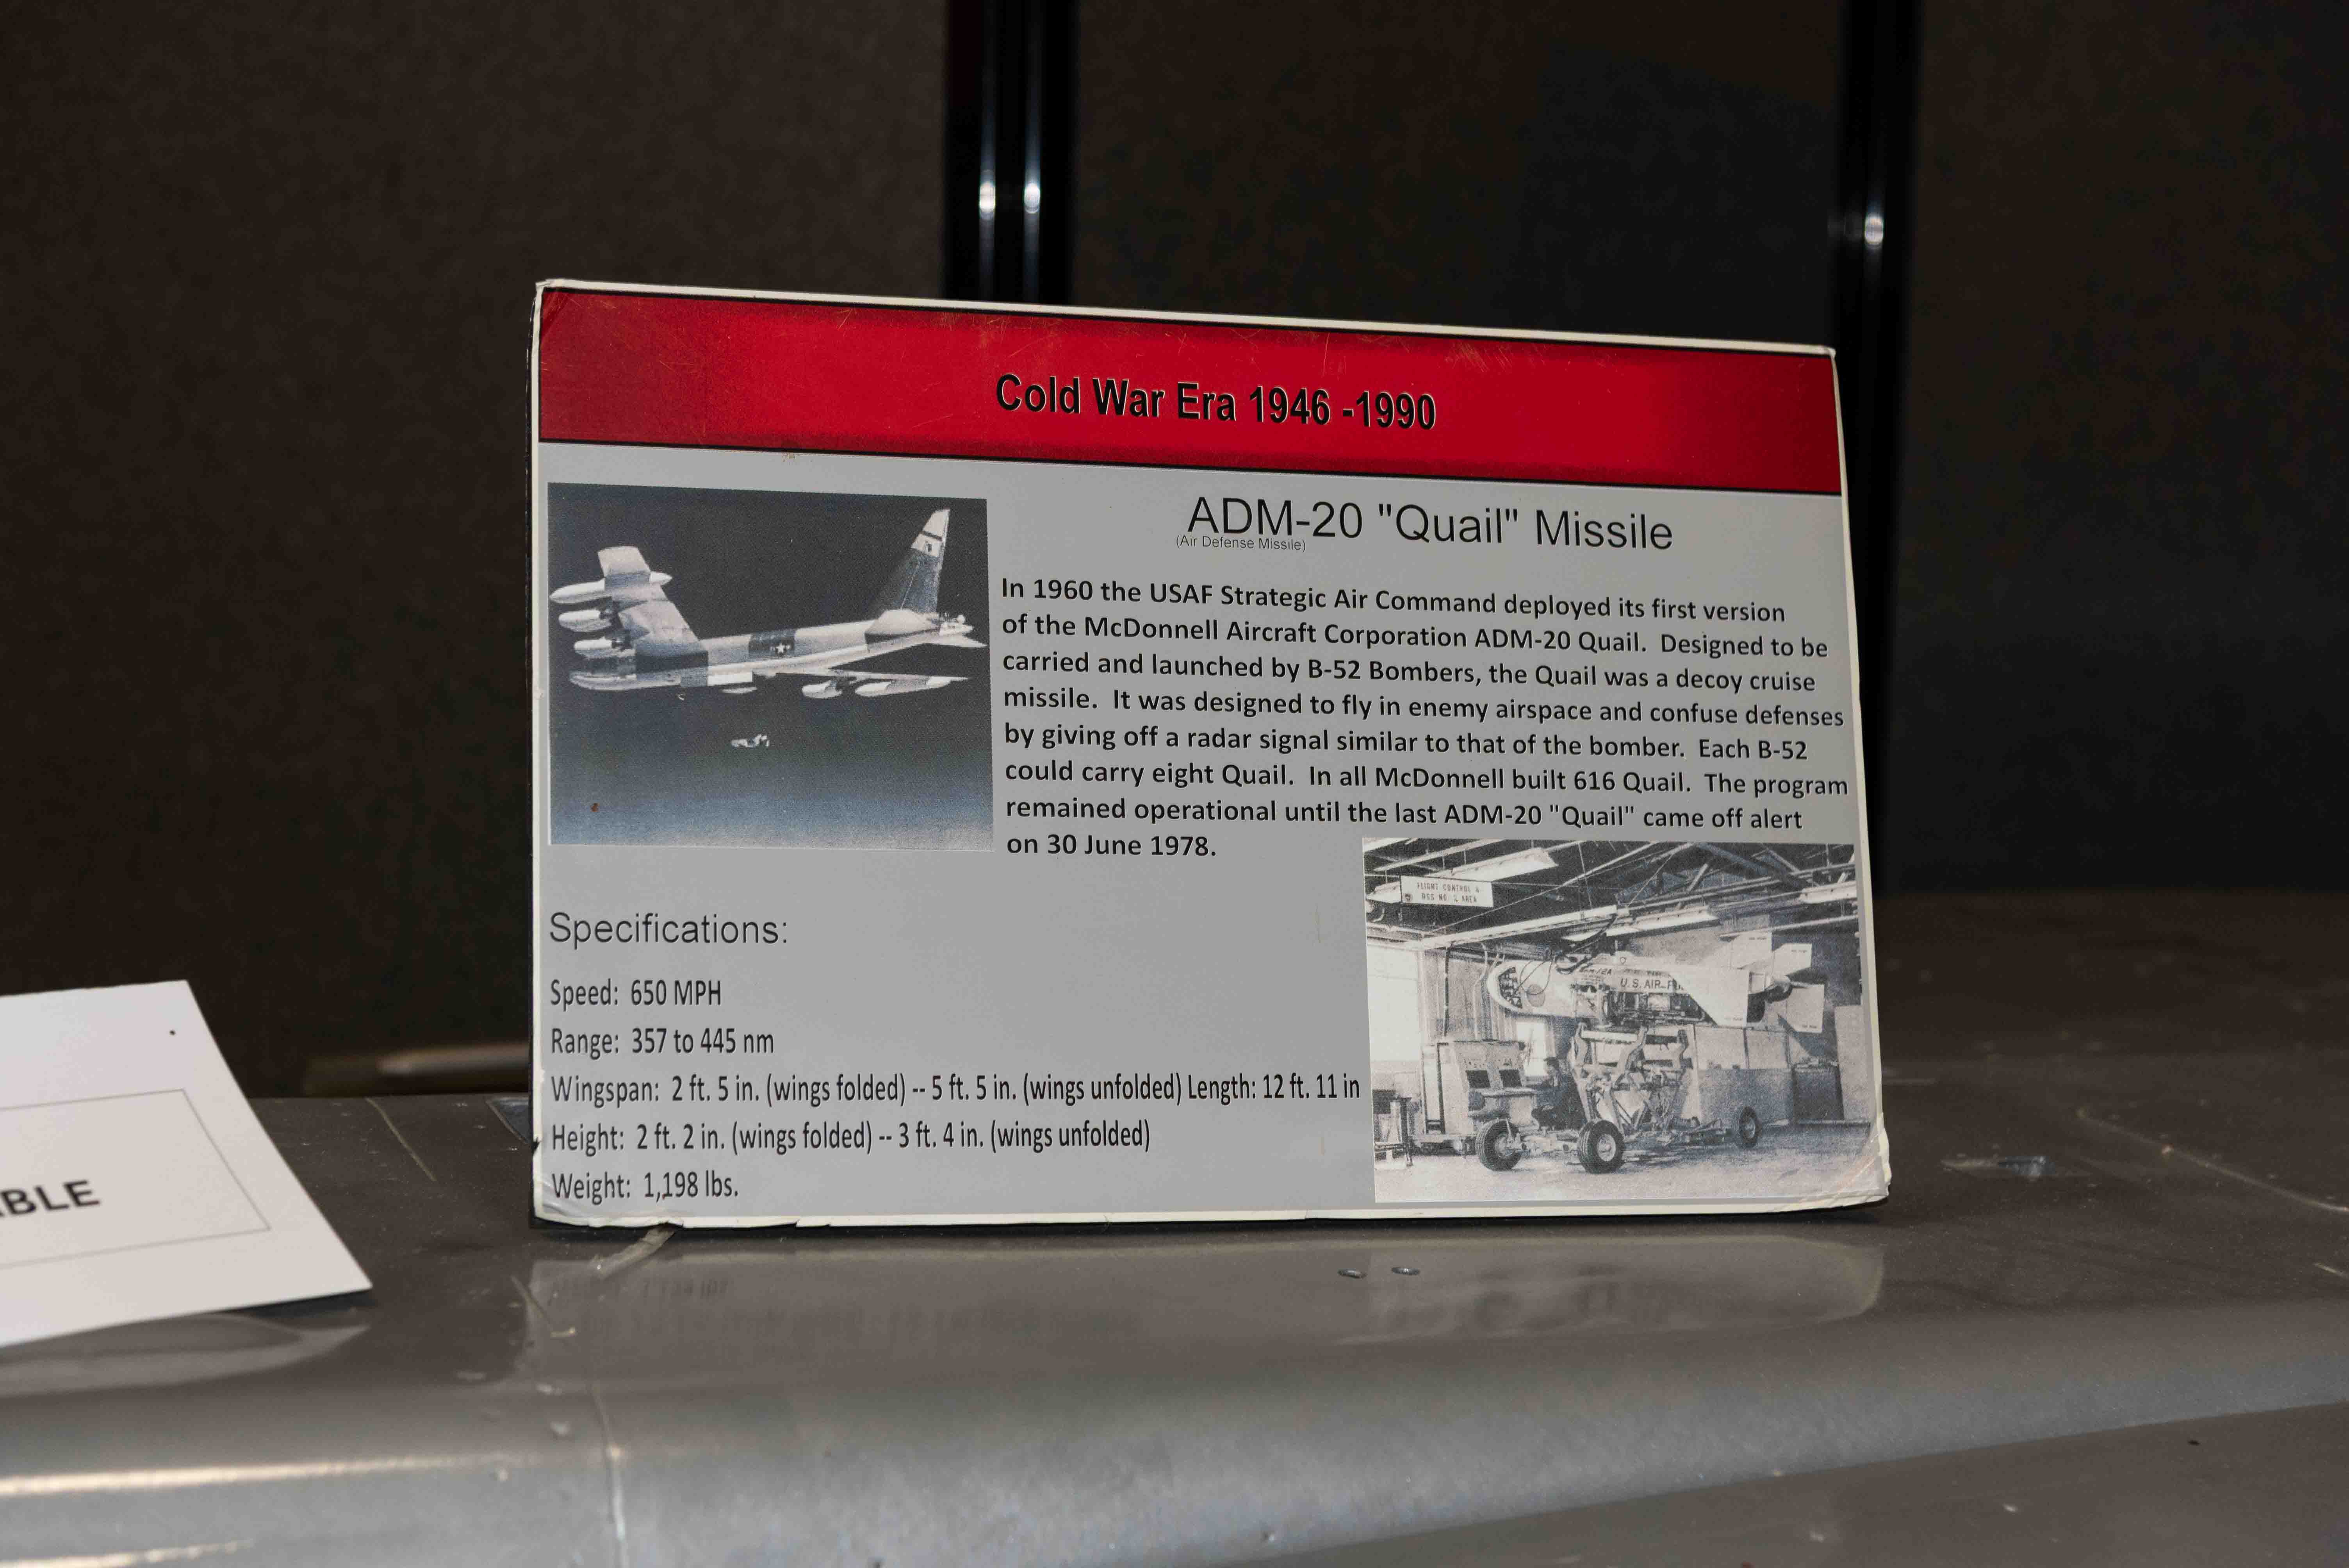 Cold War Era 1946 -1990
ADM-20 "Quail" Missile
(Air Defense Missile)
In 1960 the USAF Strategic Air Command deployed its first version
of the McDonnell Aircraft Corporation ADM-20 Quail. Designed to be
carried and launched by B-52 Bombers, the Quail was a decoy cruise
missile. It was designed to fly in enemy airspace and confuse defenses
by giving off a radar signal similar to that of the bomber. Each B-52
could carry eight Quail. In all McDonnell built 616 Quail. The program
remained operational until the last ADM-20 "Quail" came off alert
on 30 June 1978.
Specifications:
Speed: 650 MPH
Range: 357 to 445 nm
Wingspan: 2 ft. 5 in. (wings folded) -- 5 ft. 5 in. (wings unfolded) Length: 12 ft. 11 in
Height: 2 ft. 2 in. (wings folded) -- 3 ft. 4 in. (wings unfolded)
Weight: 1,198 lbs.
FLIGHT CONTROL &
AREA
U.S. AIR
BLE